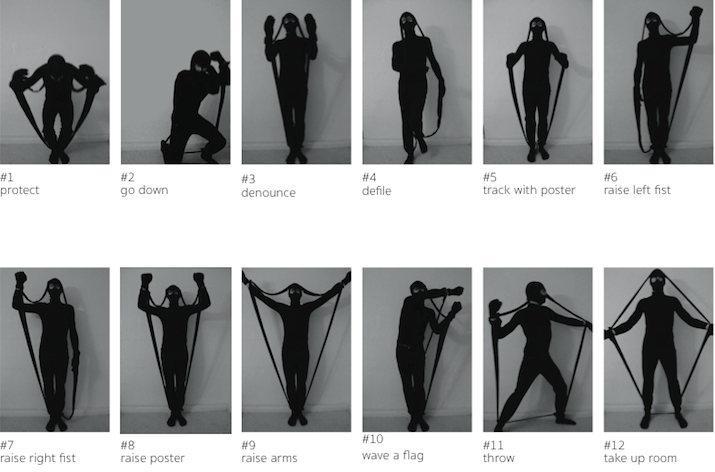 #1
protect
#2
go down
#3
denounce
#4
defile
#5
track with poster
#6
raise left fist
#7
raise right fist
#8
raise poster
#9
raise arms
#10
wave a flag
#11
throw
#12
take up room